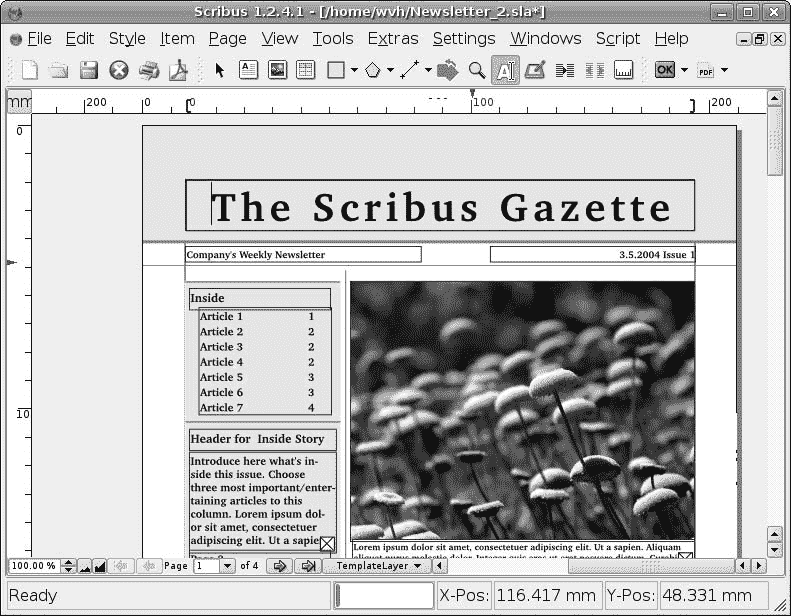 Scribus 1.2.4.1 - [/home/wvh/Newsletter_2.sla*]
File Edit Style Item Page View Tools Extras Settings Windows Script Help
OK PDF
mm 200 0 0 100 200
0
The Scribus Gazette
Company's Weekly Newsletter 3.5.2004 Issue 1
Inside
Article 1 1
Article 2 2
Article 3 2
Article 4 2
Article 5 3
Article 6 3
Article 7 4
10
Header for Inside Story
Introduce here what's in-
side this issue. Choose
three most important/enter-
taining articles to this
column. Lorem ipsum dol-
or sit amet, consectetuer
adipiscing elit. Ut a sapie
Lorem ipsum dolor sit amet, consectetuer adipiscing elit. Ut a sapien. Aliquam
100.00 % Page 1 of 4 TemplateLayer
Ready X-Pos: 116.417 mm Y-Pos: 48.331 mm